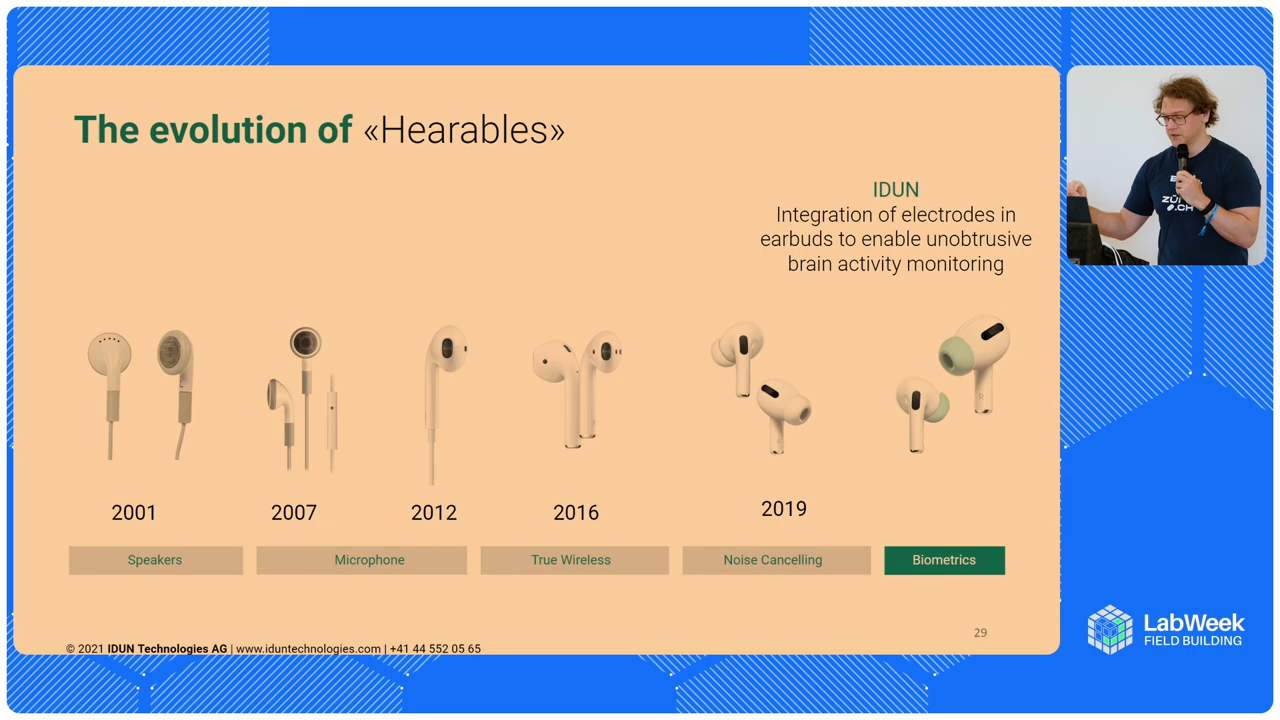 The evolution of «Hearables»
IDUN
Integration of electrodes in
earbuds to enable unobtrusive
brain activity monitoring
2001
2007
2012
2016
2019
Speakers
Microphone
True Wireless
Noise Cancelling
Biometrics
29
© 2021 IDUN Technologies AG | www.iduntechnologies.com | +41 44 552 05 65
.CH
LabWeek
FIELD BUILDING